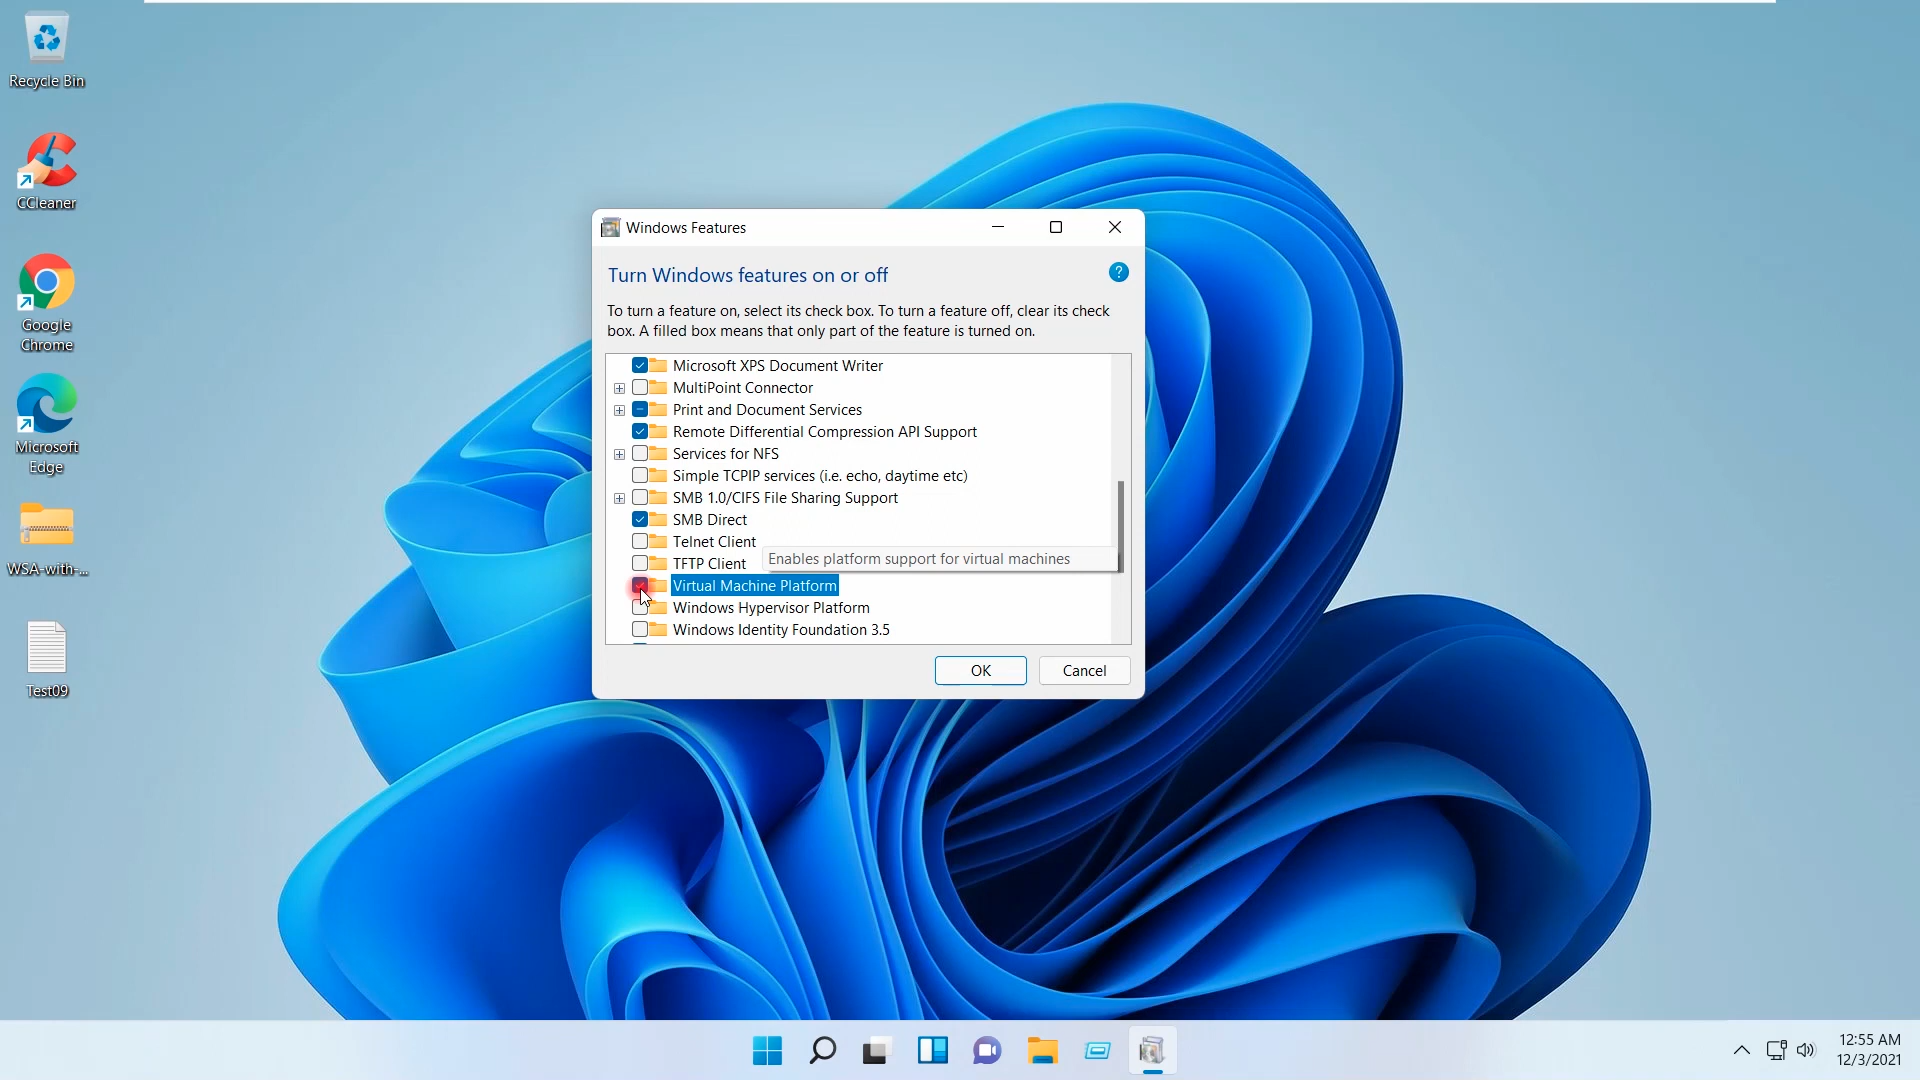 Recycle Bin
CCleaner
Google
Chrome
Microsoft
Edge
WSA-with-...
Test09
Windows Features
Turn Windows features on or off
?
To turn a feature on, select its check box. To turn a feature off, clear its check
box. A filled box means that only part of the feature is turned on.
Microsoft XPS Document Writer
MultiPoint Connector
Print and Document Services
Remote Differential Compression API Support
Services for NFS
Simple TCPIP services (i.e. echo, daytime etc)
SMB 1.0/CIFS File Sharing Support
SMB Direct
Telnet Client
Enables platform support for virtual machines
TFTP Client
Virtual Machine Platform
Windows Hypervisor Platform
Windows Identity Foundation 3.5
OK
Cancel
12:55 AM
12/3/2021